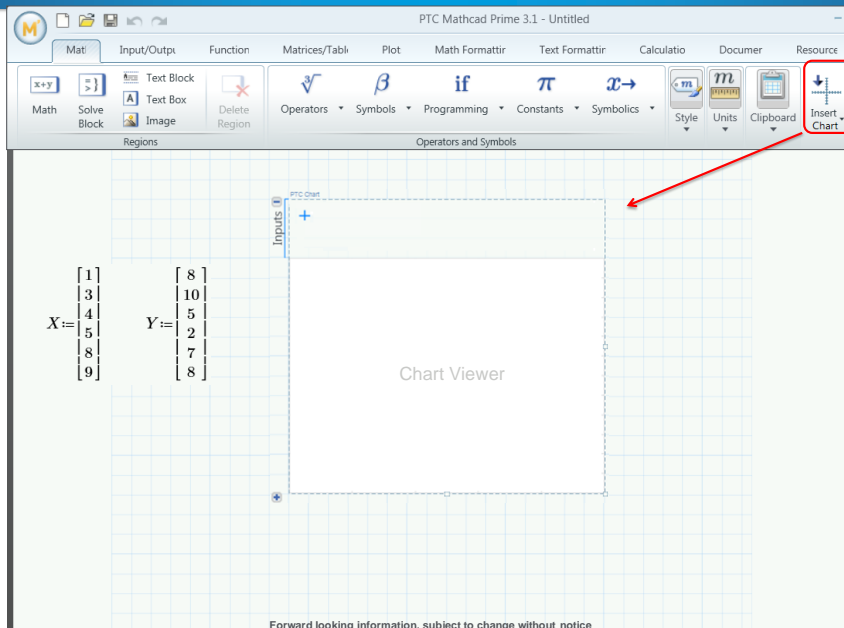 PTC Mathcad Prime 3.1 - Untitled
Mat Input/Outpu Function Matrices/Table Plot Math Formattir Text Formattir Calculatio Documer Resource
x+y
Math
Solve
Block
Text Block
A Text Box
Image
Delete
Region
Regions
∛ β if π x→
Operators Symbols Programming Constants Symbolics
Operators and Symbols
m
Style
m
Units
Clipboard
Insert
Chart
PTC Chart
Inputs
+
X:=[1 3 4 5 8 9]
Y:=[8 10 5 2 7 8]
Chart Viewer
Forward looking information, subject to change without notice